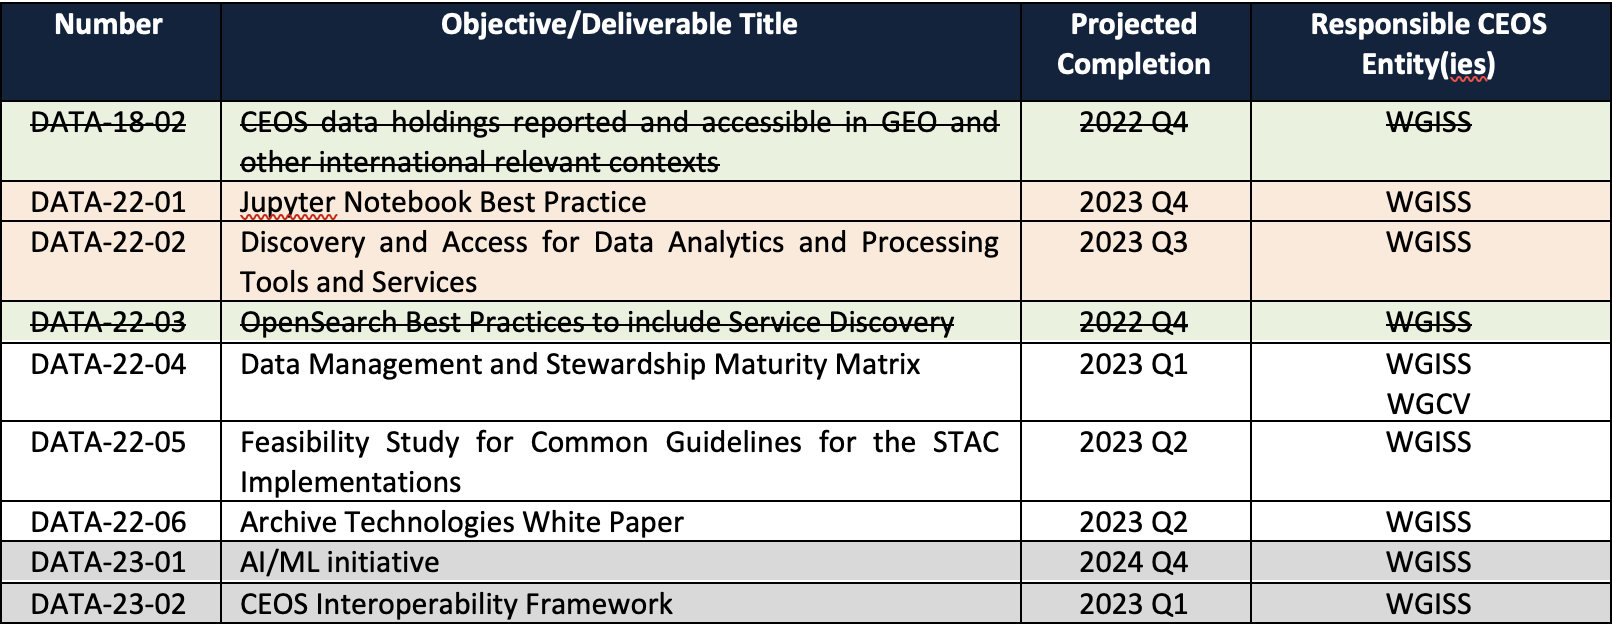 Number Objective/Deliverable Title Projected Completion Responsible CEOS Entity(ies)
DATA-18-02 CEOS data holdings reported and accessible in GEO and 2022 Q4 WGISS
other international relevant contexts
DATA-22-01 Jupyter Notebook Best Practice 2023 Q4 WGISS
DATA-22-02 Discovery and Access for Data Analytics and Processing 2023 Q3 WGISS
Tools and Services
DATA-22-03 OpenSearch Best Practices to include Service Discovery 2022 Q4 WGISS
DATA-22-04 Data Management and Stewardship Maturity Matrix 2023 Q1 WGISS
WGCV
DATA-22-05 Feasibility Study for Common Guidelines for the STAC 2023 Q2 WGISS
Implementations
DATA-22-06 Archive Technologies White Paper 2023 Q2 WGISS
DATA-23-01 AI/ML initiative 2024 Q4 WGISS
DATA-23-02 CEOS Interoperability Framework 2023 Q1 WGISS